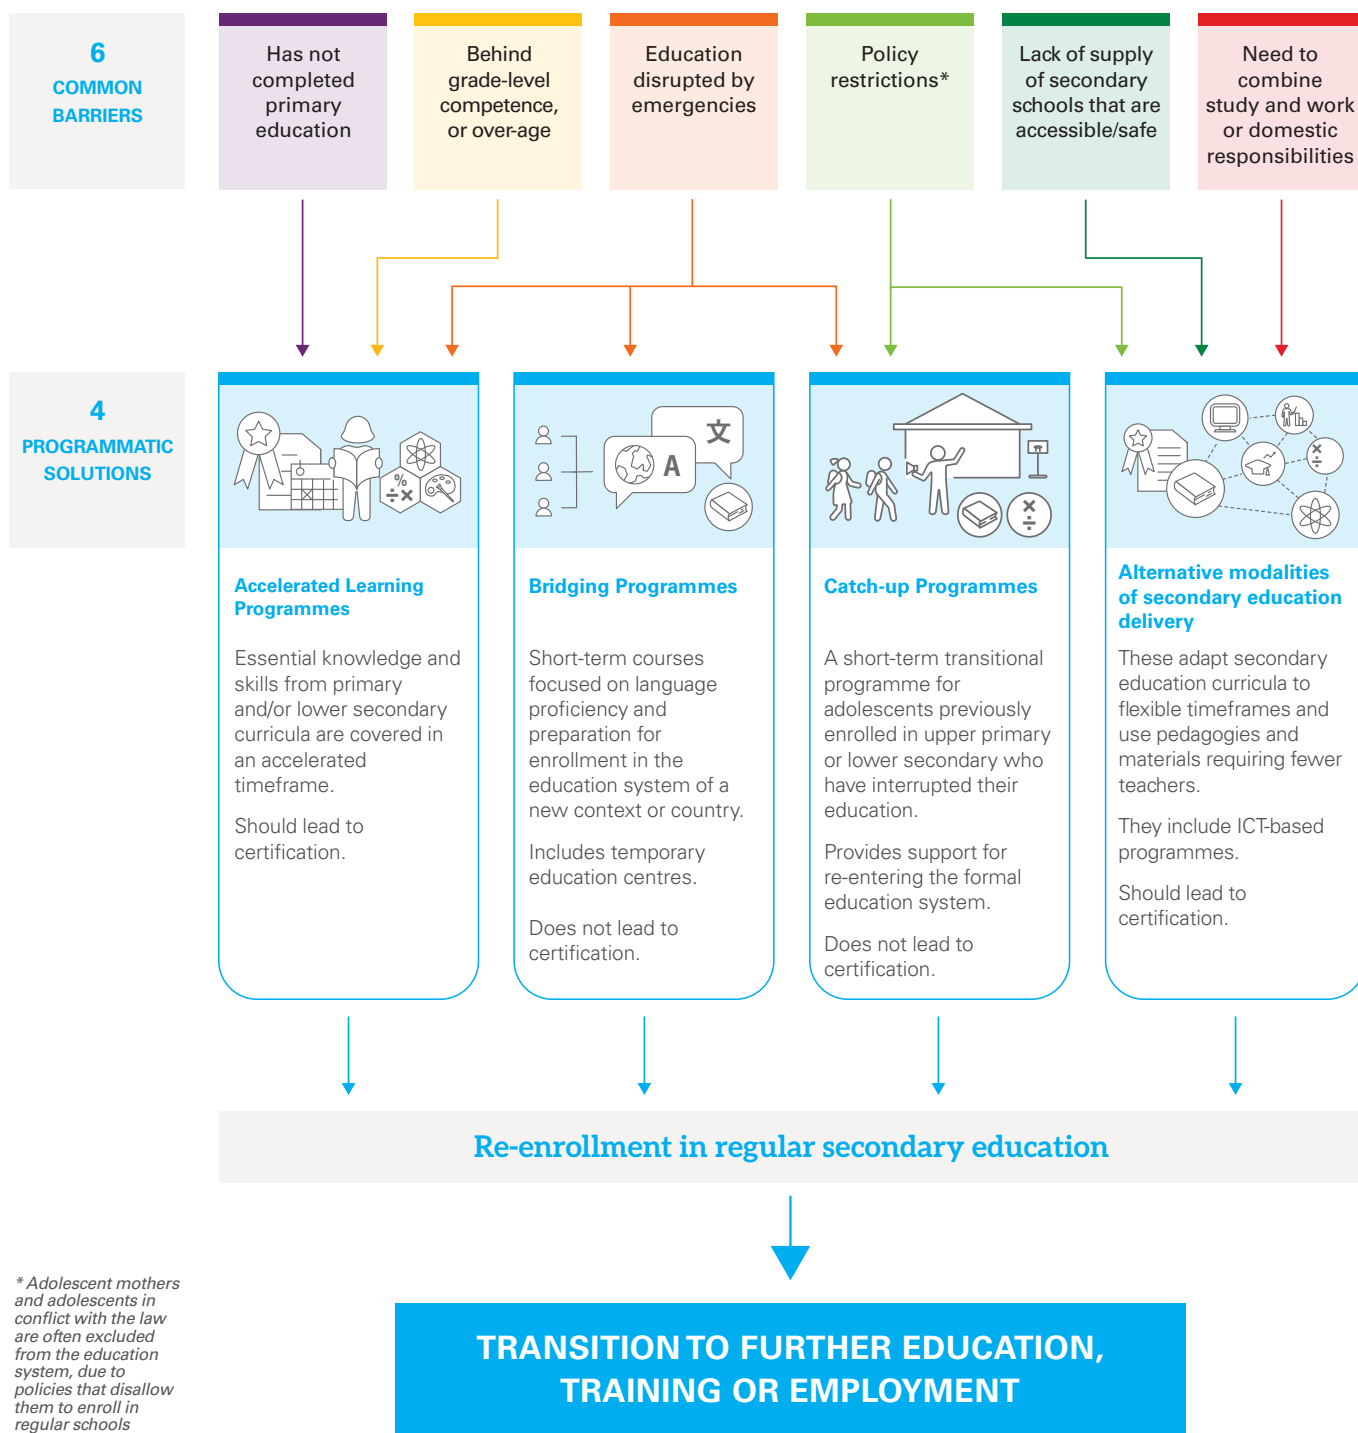 6
COMMON
BARRIERS
Has not
completed
primary
education
Behind
grade-level
competence,
or over-age
Education
disrupted by
emergencies
Policy
restrictions*
Lack of supply
of secondary
schools that are
accessible/safe
Need to
combine
study and work
or domestic
responsibilities
4
PROGRAMMATIC
SOLUTIONS
%
÷×
A
文
×
÷
×
÷
Accelerated Learning
Programmes
Essential knowledge and
skills from primary
and/or lower secondary
curricula are covered in
an accelerated
timeframe.
Should lead to
certification.
Bridging Programmes
Short-term courses
focused on language
proficiency and
preparation for
enrollment in the
education system of a
new context or country.
Includes temporary
education centres.
Does not lead to
certification.
Catch-up Programmes
A short-term transitional
programme for
adolescents previously
enrolled in upper primary
or lower secondary who
have interrupted their
education.
Provides support for
re-entering the formal
education system.
Does not lead to
certification.
Alternative modalities
of secondary education
delivery
These adapt secondary
education curricula to
flexible timeframes and
use pedagogies and
materials requiring fewer
teachers.
They include ICT-based
programmes.
Should lead to
certification.
Re-enrollment in regular secondary education
TRANSITION TO FURTHER EDUCATION,
TRAINING OR EMPLOYMENT
* Adolescent mothers
and adolescents in
conflict with the law
are often excluded
from the education
system, due to
policies that disallow
them to enroll in
regular schools